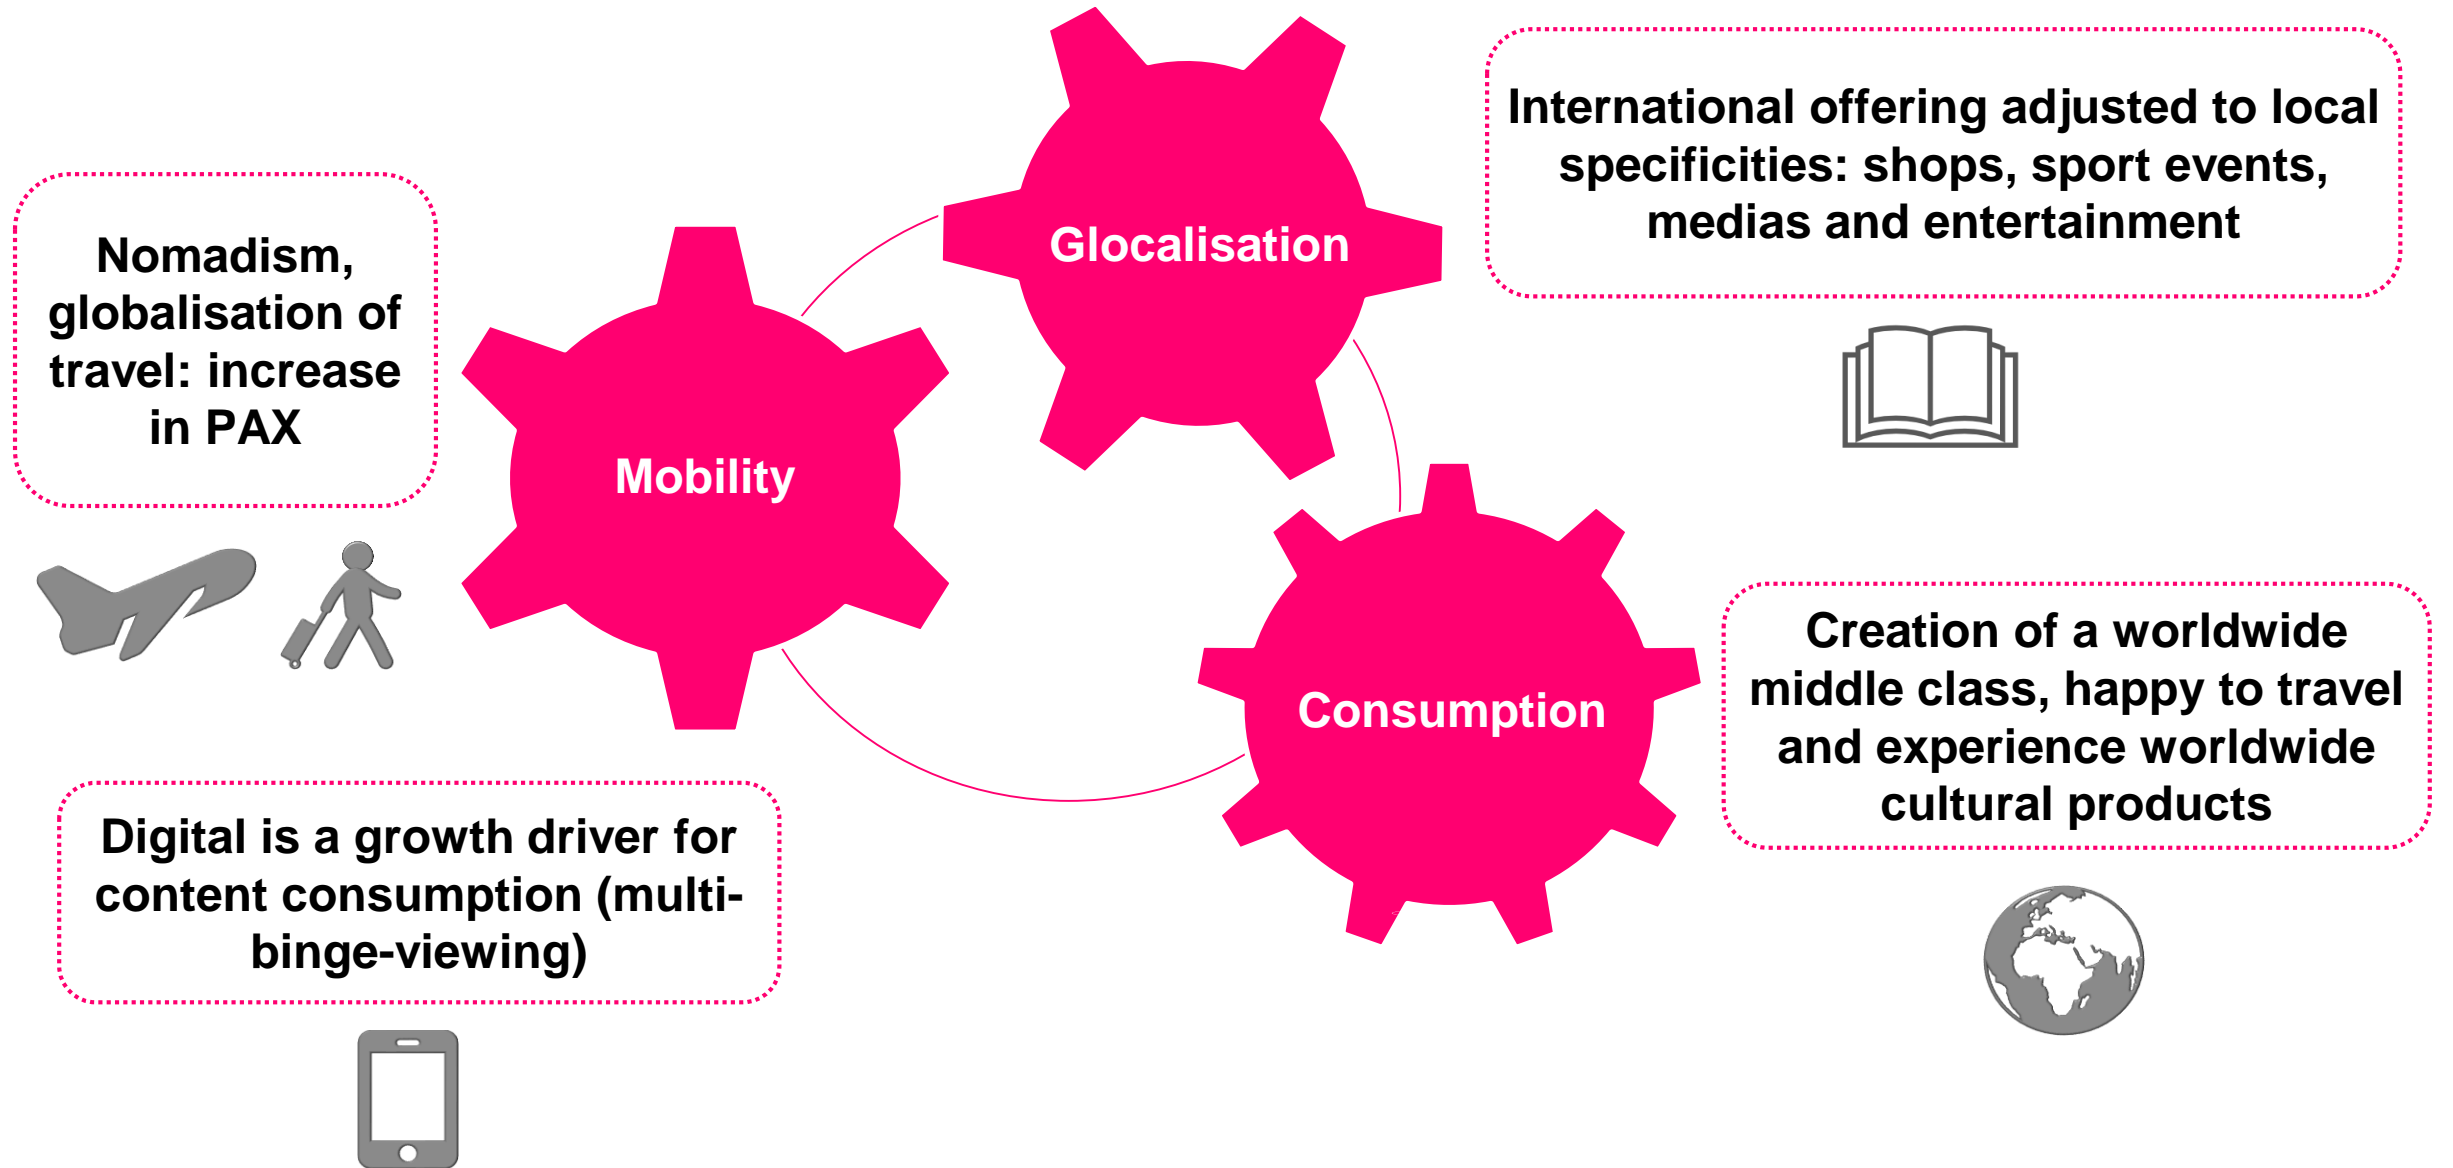 International offering adjusted to local
specificities: shops, sport events,
medias and entertainment
Glocalisation
Nomadism,
globalisation of
travel: increase
in PAX
Mobility
Consumption
Creation of a worldwide
middle class, happy to travel
and experience worldwide
cultural products
Digital is a growth driver for
content consumption (multi-
binge-viewing)